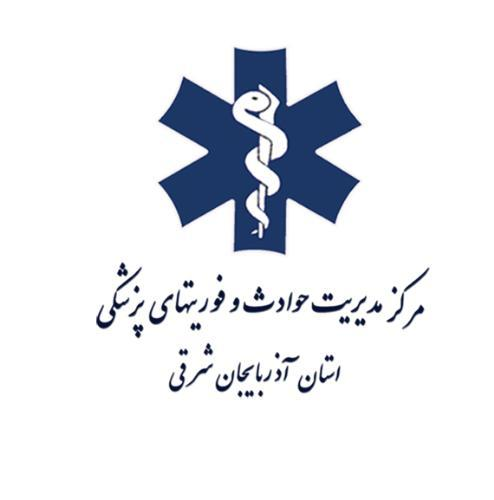 مرکز مدیریت حوادث و فوریتهای پزشکی
استان آذربایجان شرقی